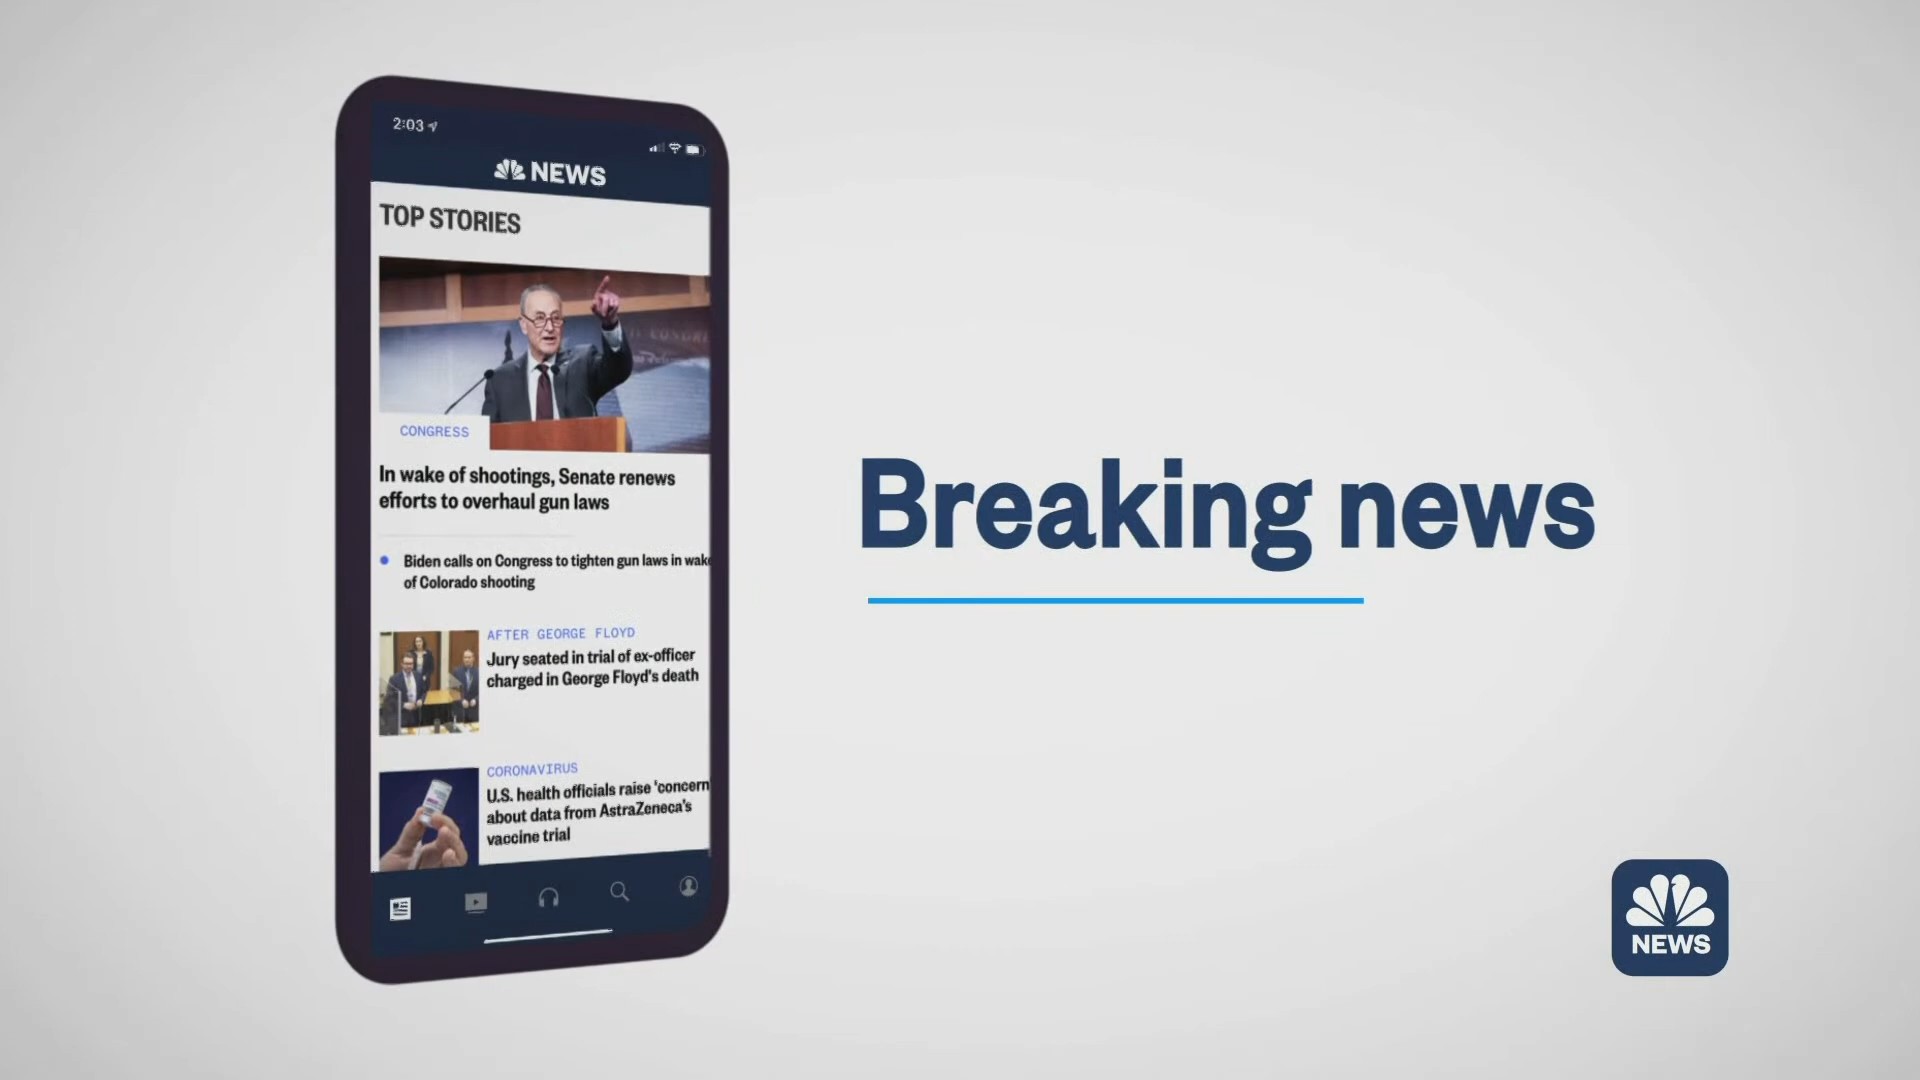 2:03
NEWS
TOP STORIES
CONGRESS
In wake of shootings, Senate renews
efforts to overhaul gun laws
Biden calls on Congress to tighten gun laws in wake
of Colorado shooting
AFTER GEORGE FLOYD
Jury seated in trial of ex-officer
charged in George Floyd's death
CORONAVIRUS
U.S. health officials raise 'concern'
about data from AstraZeneca's
vaccine trial
Breaking news
NEWS